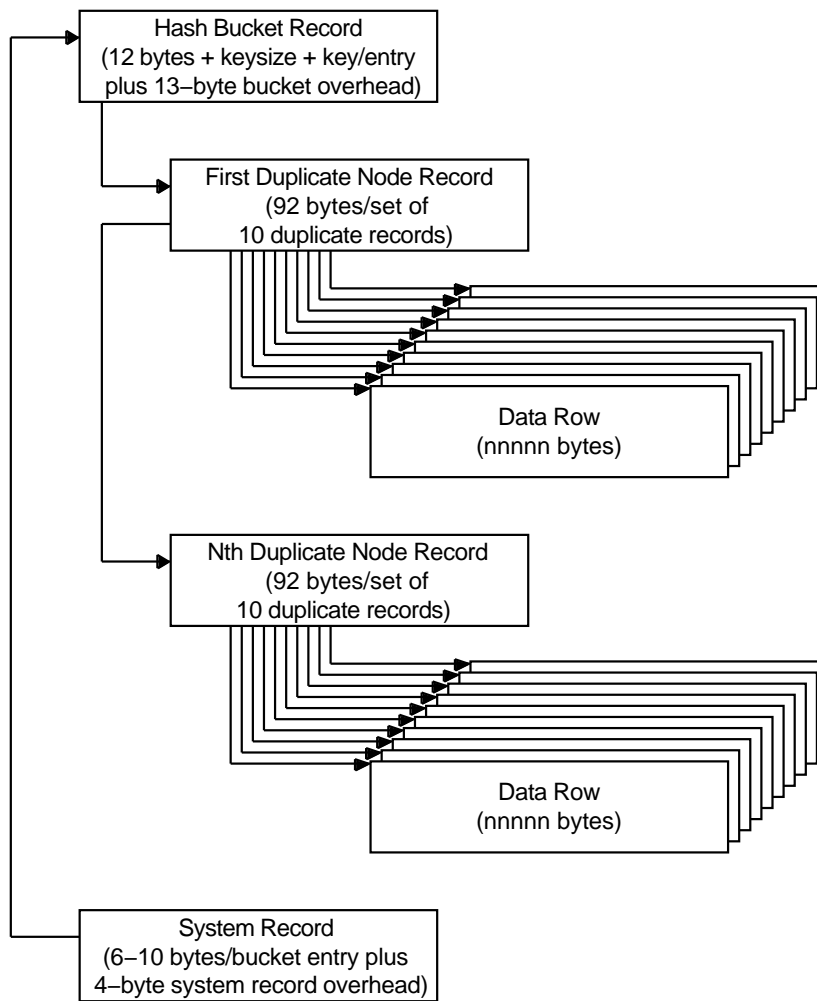 Hash Bucket Record
(12 bytes + keysize + key/entry
plus 13–byte bucket overhead)
First Duplicate Node Record
(92 bytes/set of
10 duplicate records)
Data Row
(nnnnn bytes)
Nth Duplicate Node Record
(92 bytes/set of
10 duplicate records)
Data Row
(nnnnn bytes)
System Record
(6–10 bytes/bucket entry plus
4–byte system record overhead)